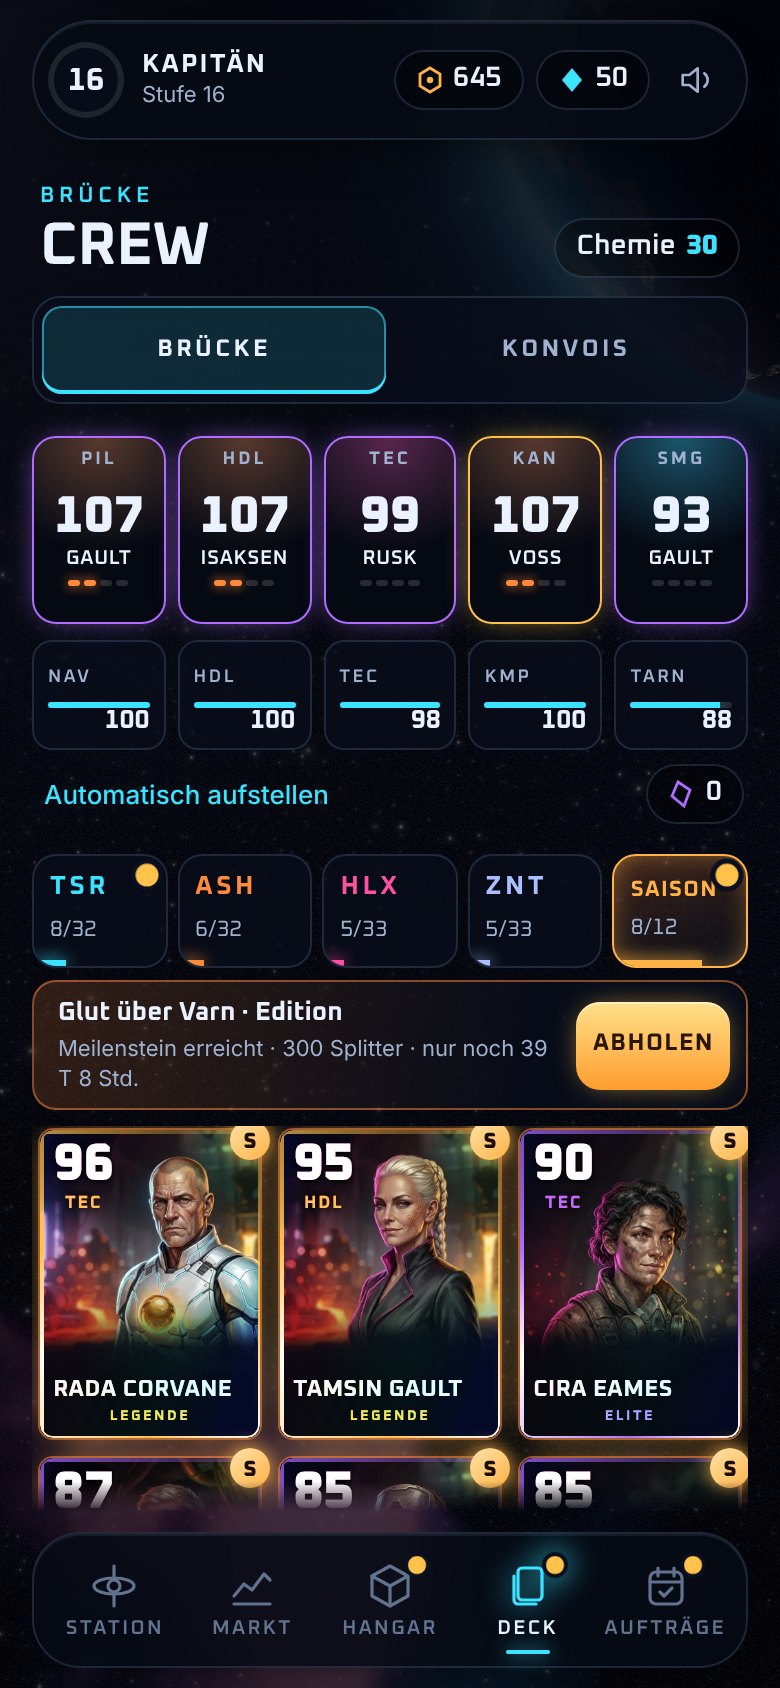 16
KAPITÄN
Stufe 16
645
50
BRÜCKE
CREW
Chemie 30
BRÜCKE
KONVOIS
PIL
107
GAULT
HDL
107
ISAKSEN
TEC
99
RUSK
KAN
107
VOSS
SMG
93
GAULT
NAV
100
HDL
100
TEC
98
KMP
100
TARN
88
Automatisch aufstellen
0
TSR
8/32
ASH
6/32
HLX
5/33
ZNT
5/33
SAISON
8/12
Glut über Varn · Edition
Meilenstein erreicht · 300 Splitter · nur noch 39
T 8 Std.
ABHOLEN
S
96
TEC
RADA CORVANE
LEGENDE
S
95
HDL
TAMSIN GAULT
LEGENDE
S
90
TEC
CIRA EAMES
ELITE
S
87
S
85
S
85
STATION
MARKT
HANGAR
DECK
AUFTRÄGE